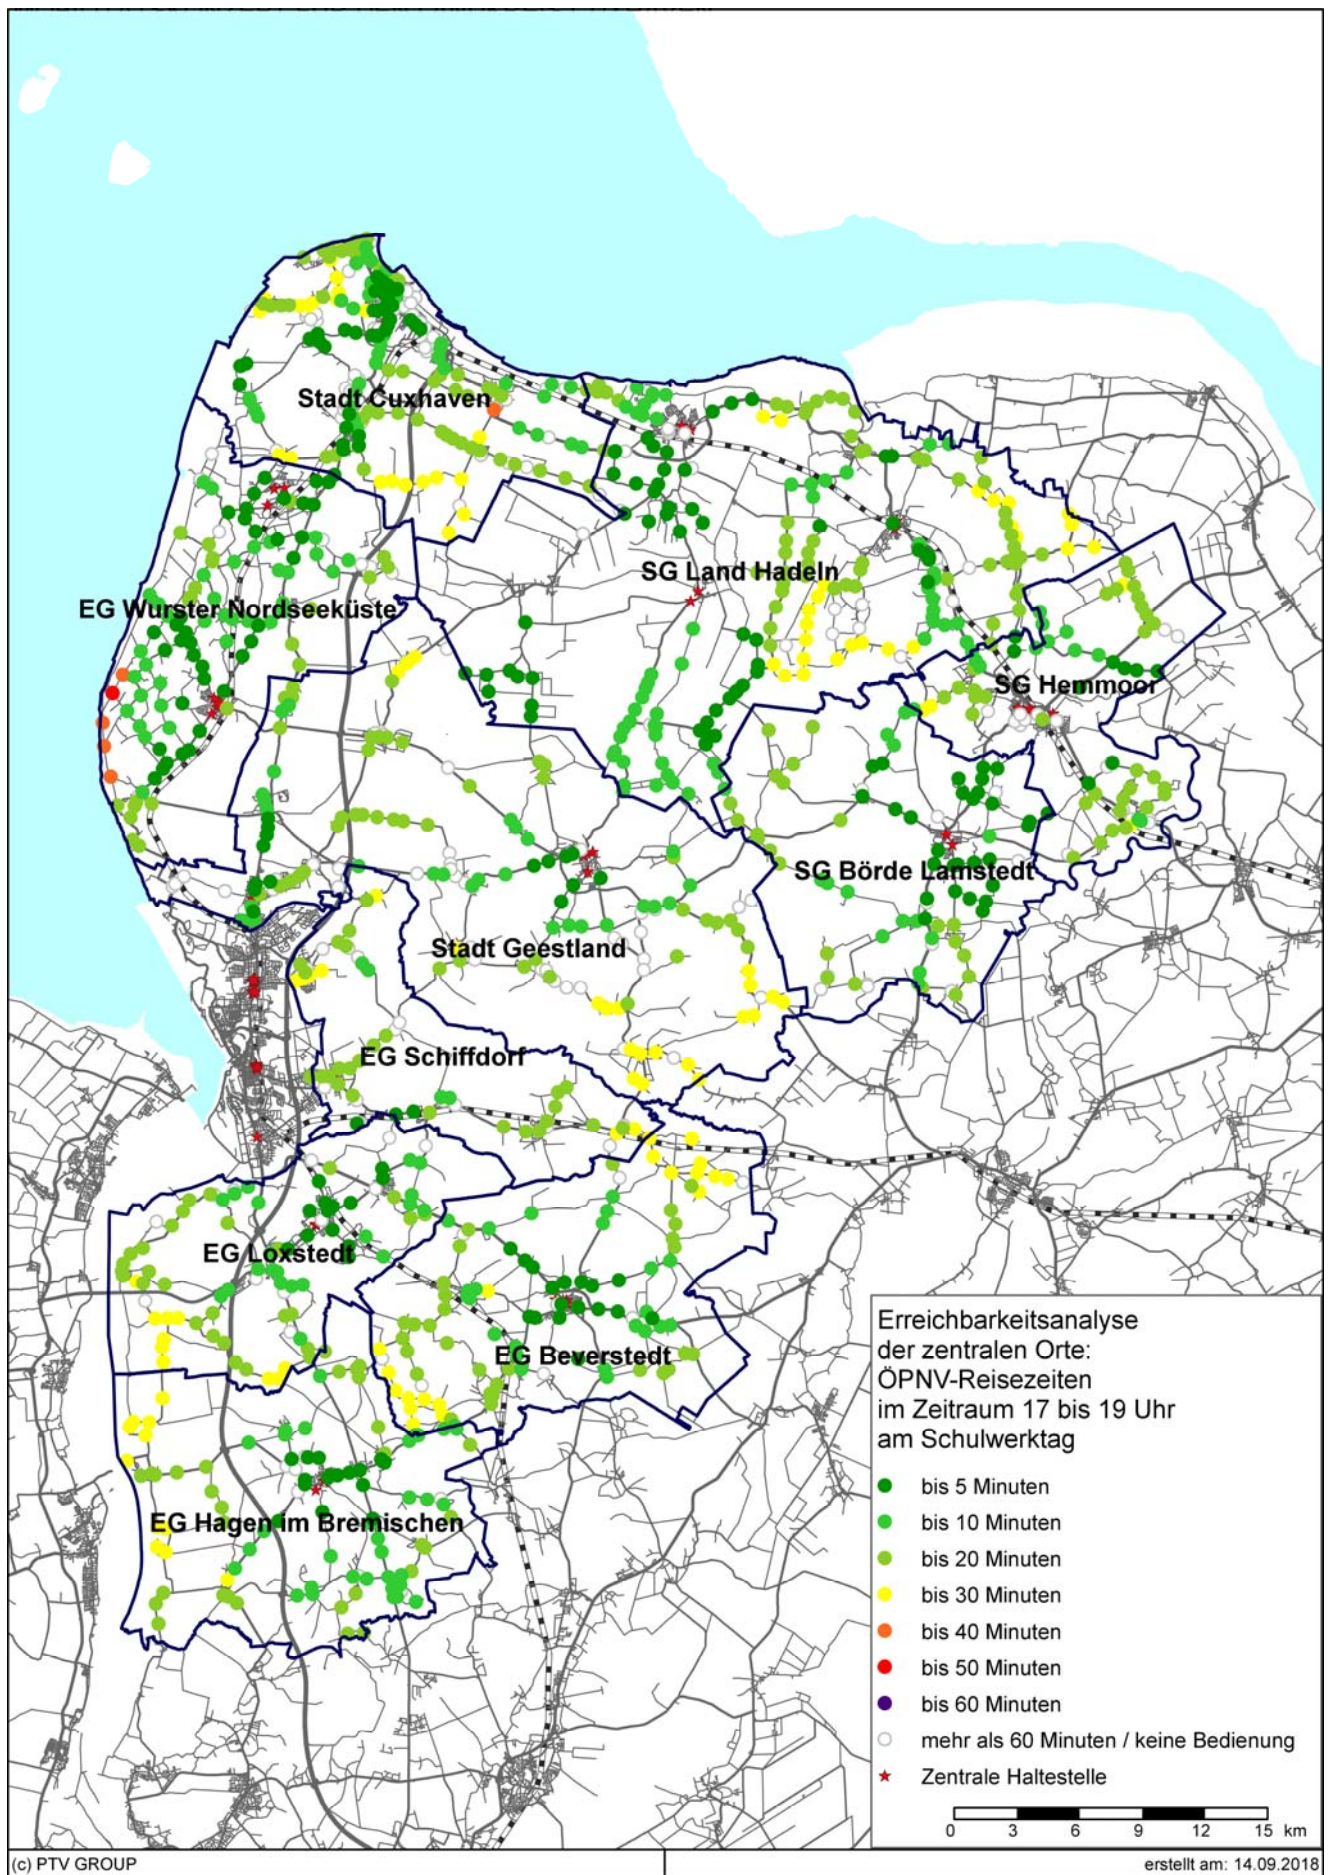 Stadt Cuxhaven
SG Land Hadeln
EG Wurster Nordseeküste
SG Hemmoor
SG Börde Lamstedt
Stadt Geestland
EG Schiffdorf
EG Loxstedt
EG Beverstedt
EG Hagen im Bremischen
Erreichbarkeitsanalyse
der zentralen Orte:
ÖPNV-Reisezeiten
im Zeitraum 17 bis 19 Uhr
am Schulwerktag
bis 5 Minuten
bis 10 Minuten
bis 20 Minuten
bis 30 Minuten
bis 40 Minuten
bis 50 Minuten
bis 60 Minuten
mehr als 60 Minuten / keine Bedienung
Zentrale Haltestelle
0 3 6 9 12 15 km
(c) PTV GROUP
erstellt am: 14.09.2018